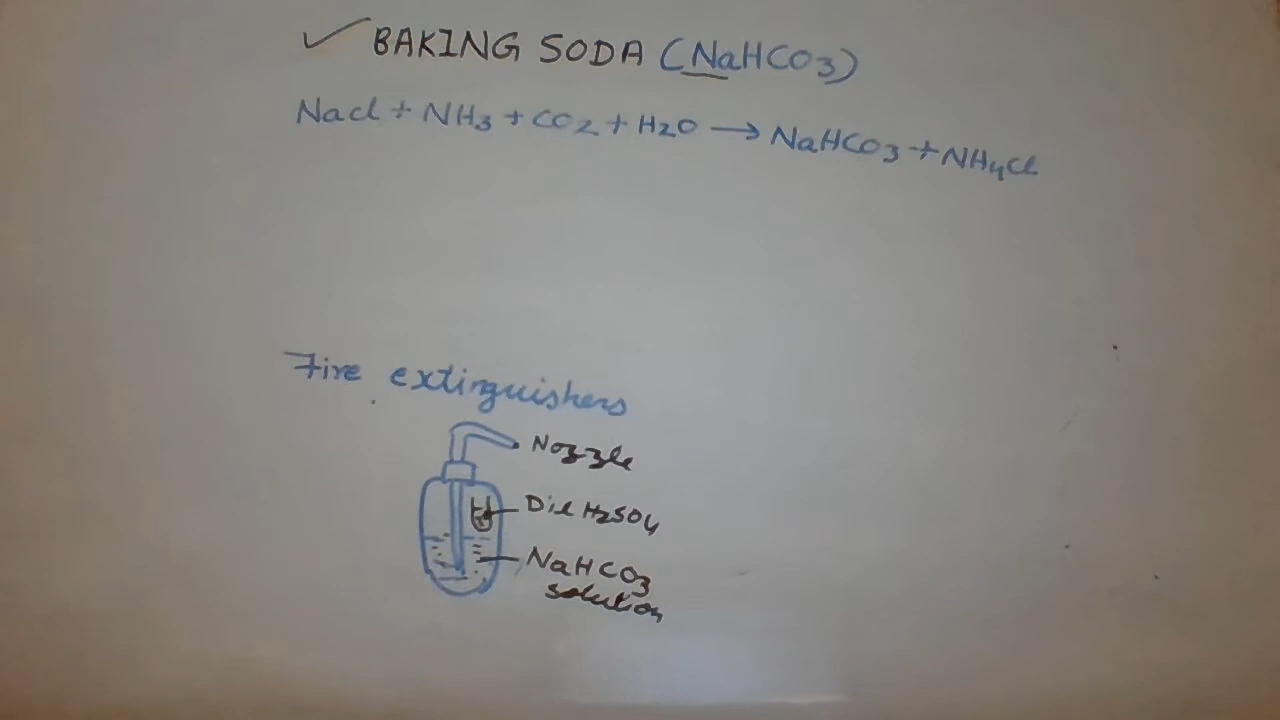 ✓ BAKING SODA (NaHCO3)
Nacl + NH3 + CO2 + H2O → NaHCO3 + NH4Cl
Fire extinguishers
Nozzle
Dil H2SO4
NaHCO3
solution